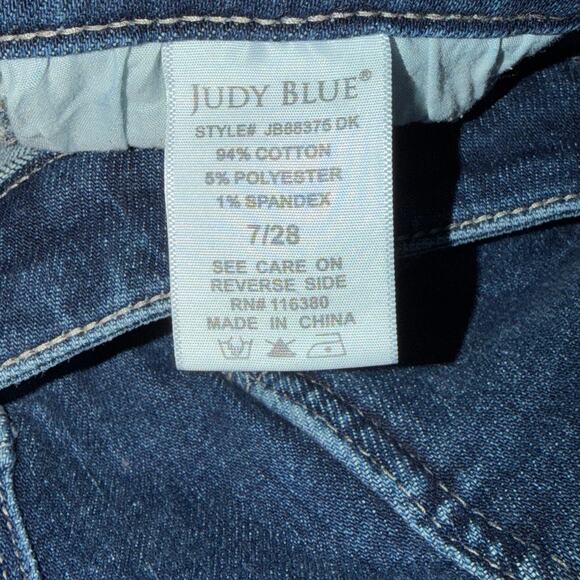 JUDY BLUE®
STYLE# JB88376 DK
94% COTTON
5% POLYESTER
1% SPANDEX
7/28
SEE CARE ON
REVERSE SIDE
RN# 116380
MADE IN CHINA